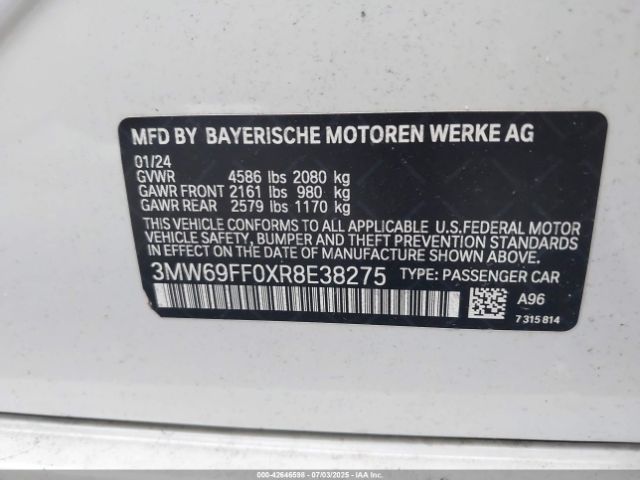 MFD BY BAYERISCHE MOTOREN WERKE AG
01/24
GVWR 4586 lbs 2080 kg
GAWR FRONT 2161 lbs 980 kg
GAWR REAR 2579 lbs 1170 kg
THIS VEHICLE CONFORMS TO ALL APPLICABLE U.S.FEDERAL MOTOR
VEHICLE SAFETY, BUMPER, AND THEFT PREVENTION STANDARDS IN
EFFECT ON THE DATE OF MANUFACTURE SHOWN ABOVE.
3MW69FF0XR8E38275 TYPE: PASSENGER CAR
A96
7 315 814
000-42646598 - 07/03/2025 - IAAI.COM